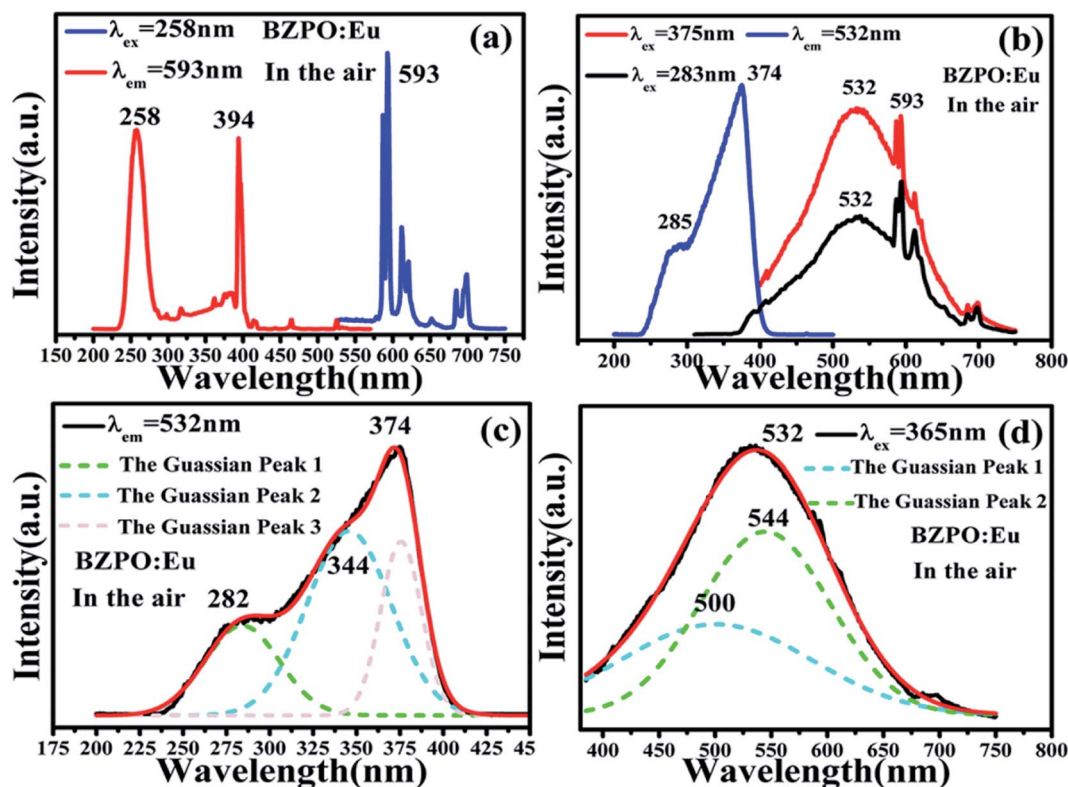 λex=258nm BZPO:Eu (a)
λem=593nm In the air 593
258 394
Intensity(a.u.)
150 200 250 300 350 400 450 500 550 600 650 700 750
Wavelength(nm)
λex=375nm λem=532nm (b)
λex=283nm 374 BZPO:Eu
In the air
532 593
285 532
Intensity(a.u.)
200 300 400 500 600 700 800
Wavelength(nm)
λem=532nm 374 (c)
The Guassian Peak 1
The Guassian Peak 2
The Guassian Peak 3
BZPO:Eu
In the air
282 344
Intensity(a.u.)
175 200 225 250 275 300 325 350 375 400 425 45
Wavelength(nm)
532 λex=365nm (d)
The Guassian Peak 1
The Guassian Peak 2
544 BZPO:Eu
In the air
500
Intensity(a.u.)
400 450 500 550 600 650 700 750 800
Wavelength(nm)